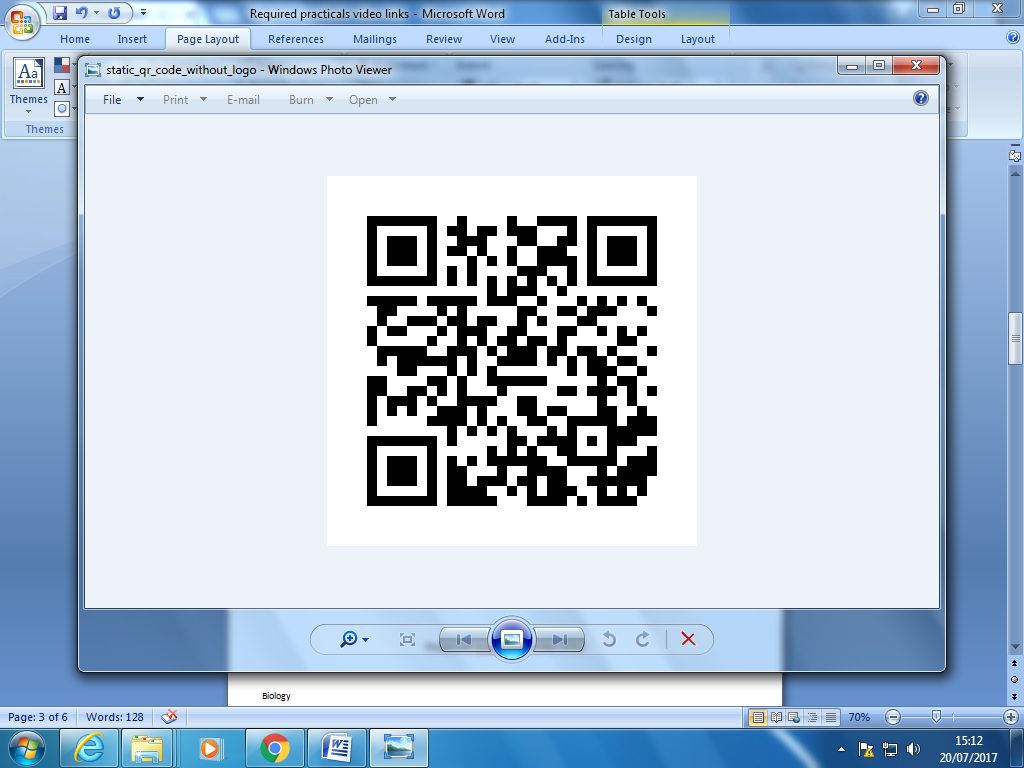 Required practicals video links - Microsoft Word
Table Tools
Home Insert Page Layout References Mailings Review View Add-Ins Design Layout
static_qr_code_without_logo - Windows Photo Viewer
File Print E-mail Burn Open
Aa
Themes
A
Themes
Biology
Page: 3 of 6 Words: 128 70%
15:12
20/07/2017